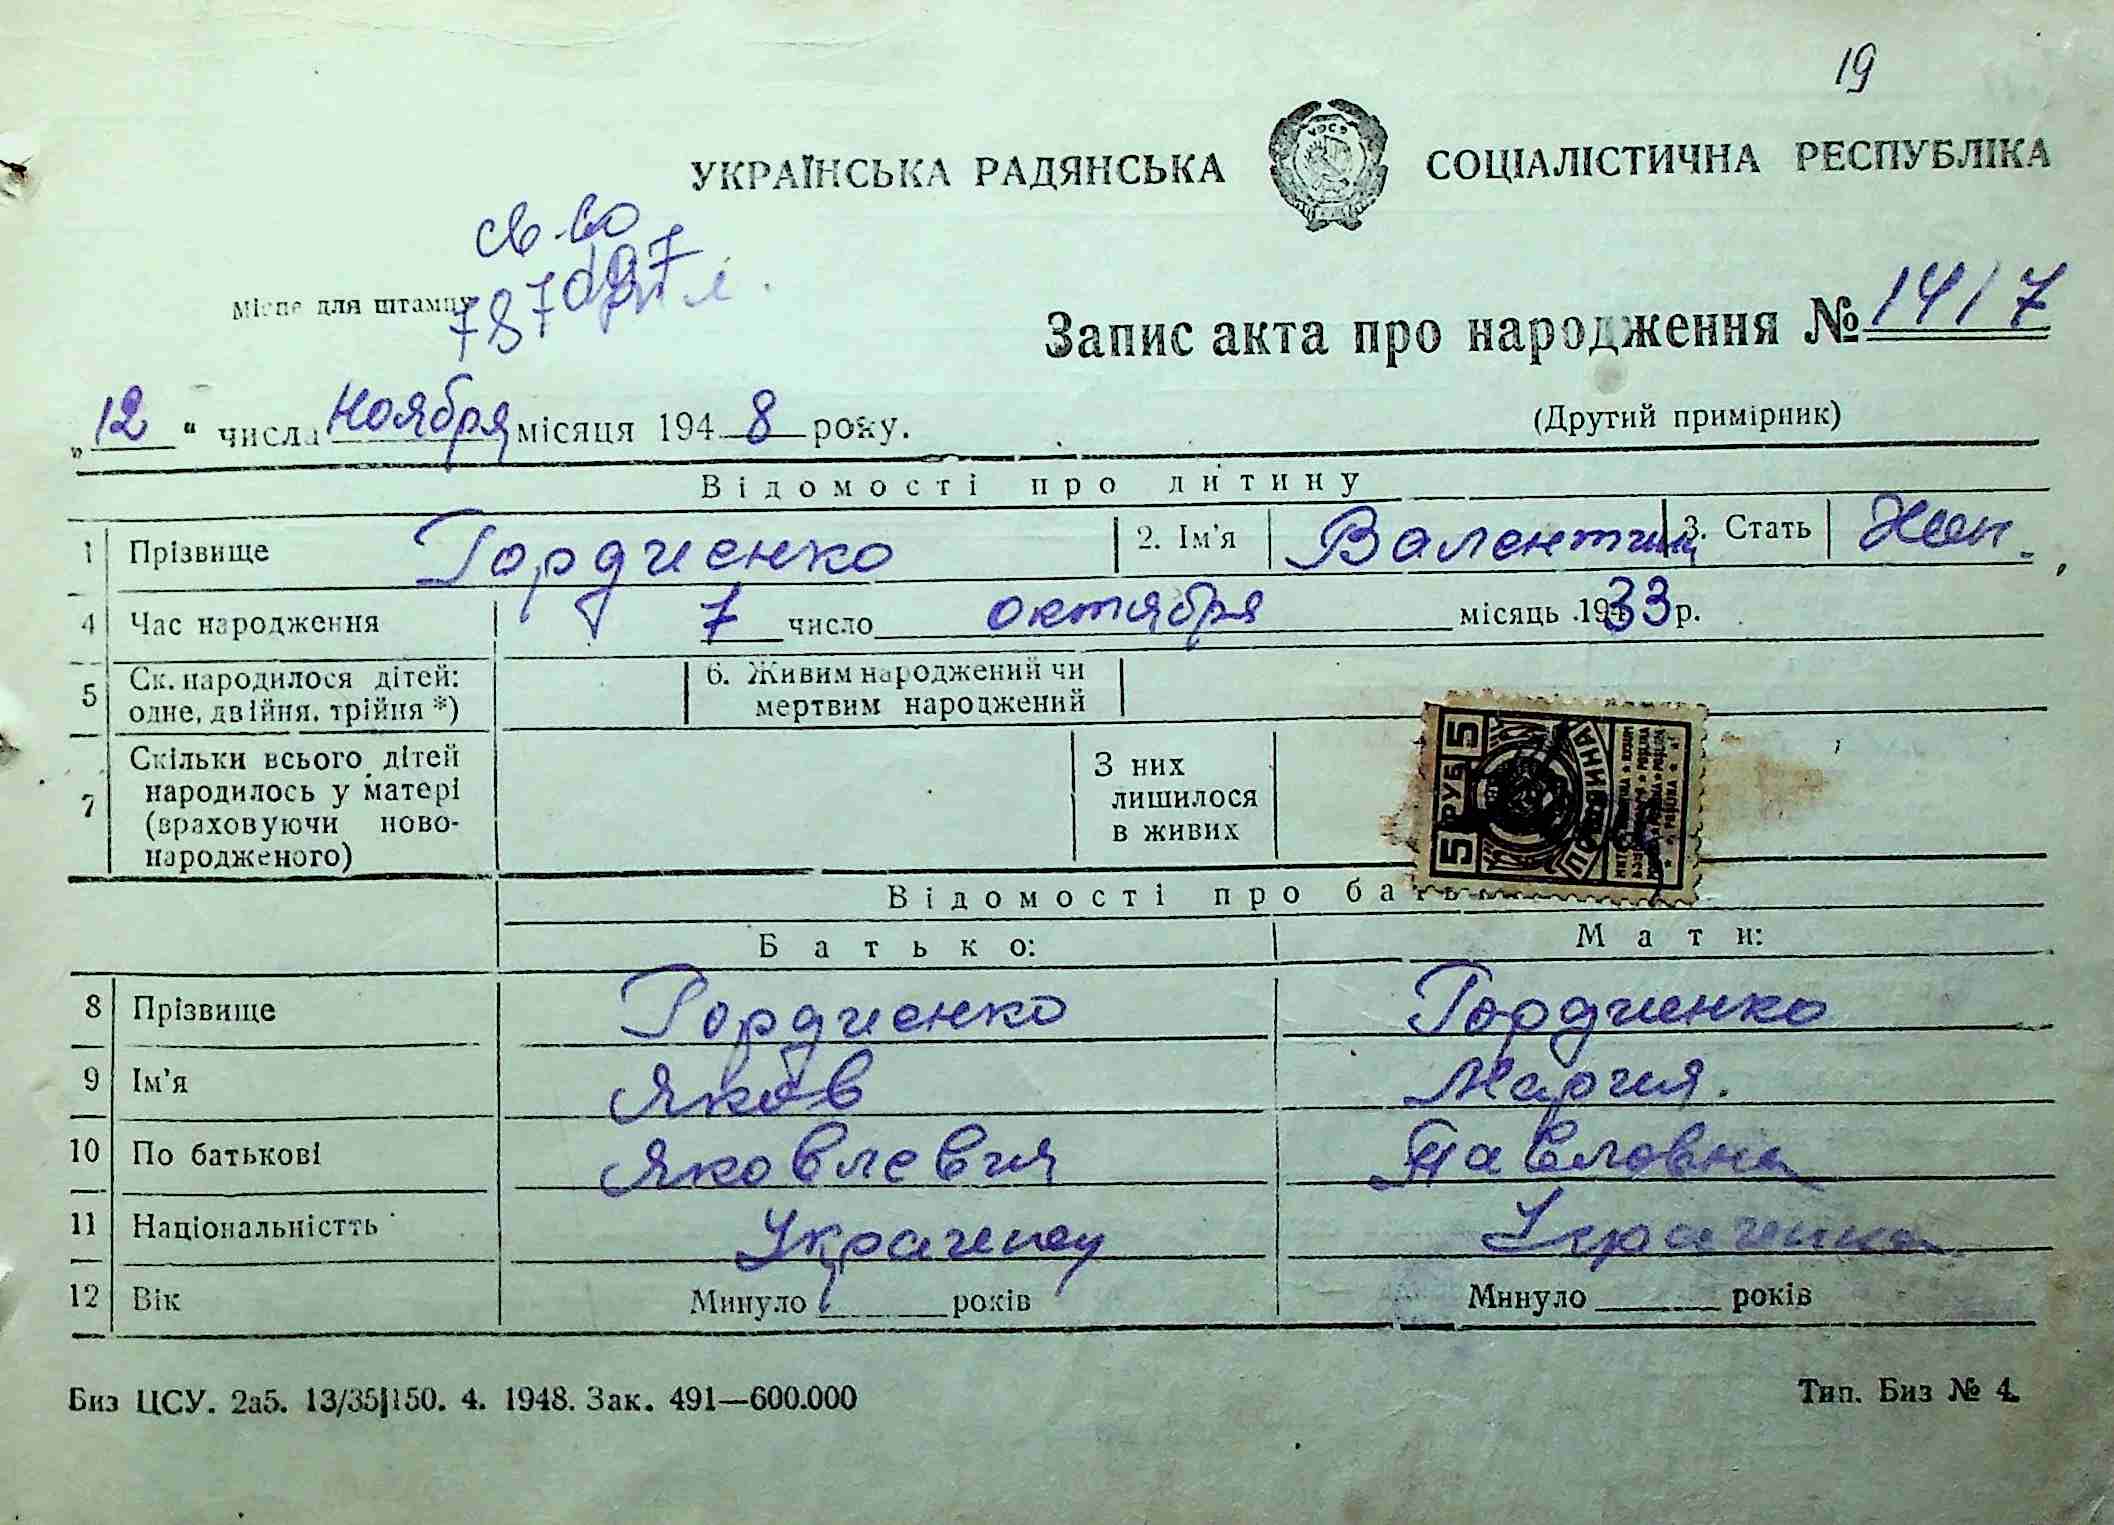 19
УКРАЇНСЬКА РАДЯНСЬКА СОЦІАЛІСТИЧНА РЕСПУБЛІКА
св-во
Місце для штампу
Запис акта про народження № 1417
„12“ числа ноября місяця 1948 року.
(Другий примірник)
Відомості про дитину
1 Прізвище Гордиенко 2. Ім'я Валентин 3. Стать
4 Час народження 7 число октября місяць 1933 р.
5 Ск. народилося дітей: одне, двійня, трійня *) 6. Живим народжений чи мертвим народжений
7 Скільки всього дітей народилось у матері (враховуючи новонародженого) З них лишилося в живих
5 РУБ 5
Відомості про бать
Батько: Мати:
8 Прізвище Гордиенко Гордиенко
9 Ім'я Яков Мария.
10 По батькові Яковлевич Павловна
11 Національністть Украинец Украинка
12 Вік Минуло років Минуло років
Биз ЦСУ. 2а5. 13/35|150. 4. 1948. Зак. 491—600.000 Тип. Биз № 4.